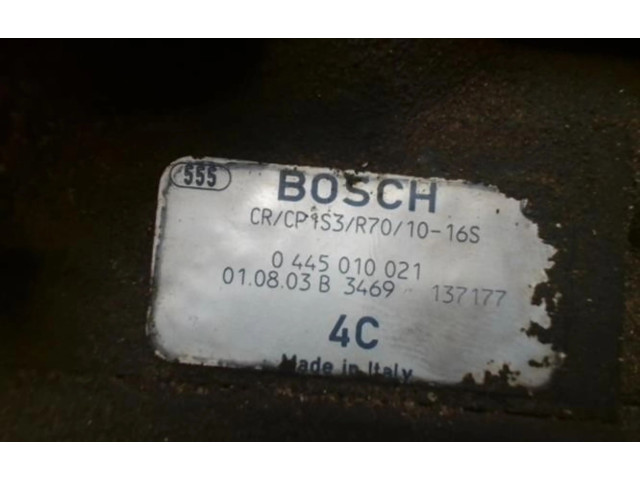 555 BOSCH
CR/CP1S3/R70/10-16S
0 445 010 021
01.08.03 B 3469 137177
4C
Made in Italy